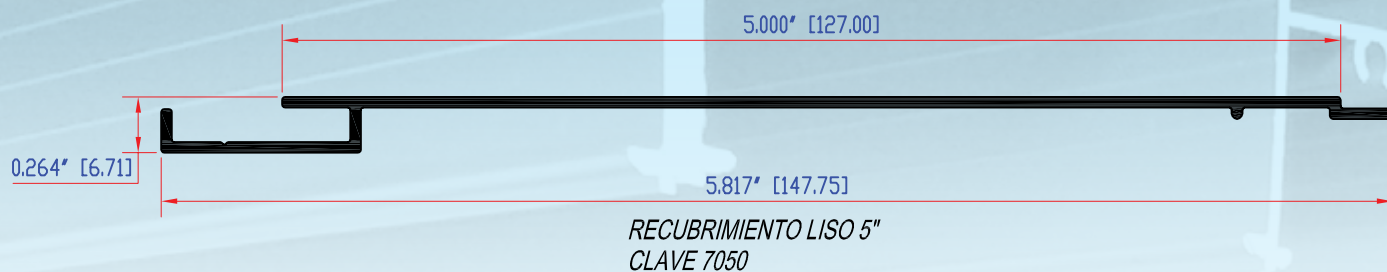 5.000" [127.00]
0.264" [6.71]
5.817" [147.75]
RECUBRIMIENTO LISO 5"
CLAVE 7050